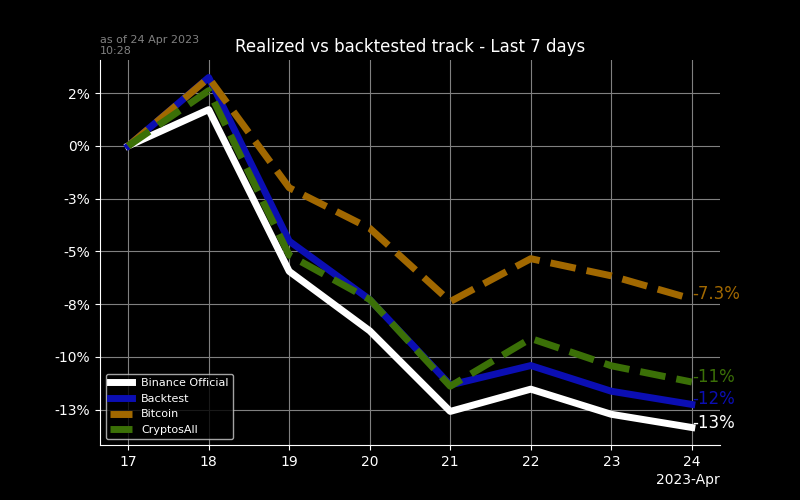 as of 24 Apr 2023
10:28
Realized vs backtested track - Last 7 days
2%
0%
-3%
-5%
-8%
-10%
-13%
-7.3%
-11%
-12%
-13%
Binance Official
Backtest
Bitcoin
CryptosAll
17 18 19 20 21 22 23 24
2023-Apr